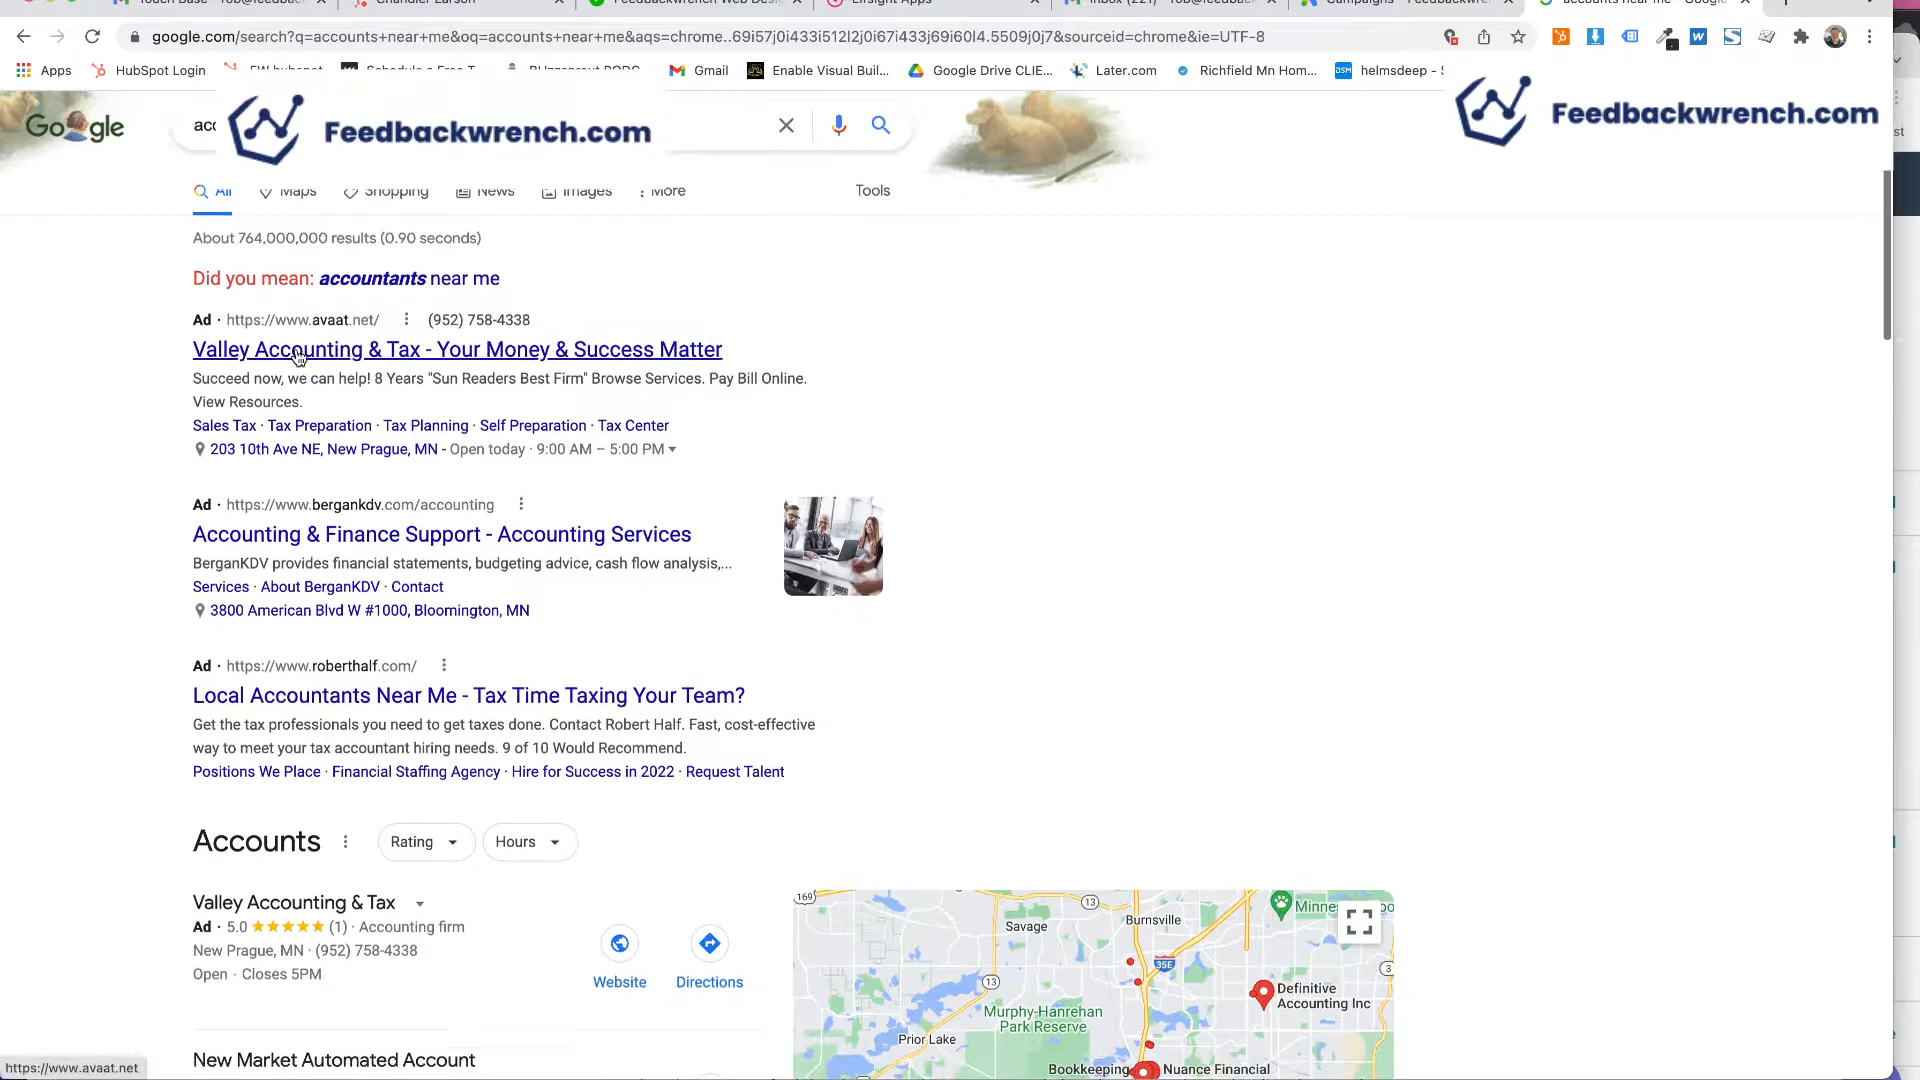 Chandler Larson
google.com/search?q=accounts+near+me&oq=accounts+near+me&aqs=chrome..69i57j0i433i512l2j0i67i433j69i60l4.5509j0j7&sourceid=chrome&ie=UTF-8
Apps HubSpot Login Gmail Enable Visual Buil... Google Drive CLIE... Later.com Richfield Mn Hom... DSM helmsdeep - S
Google acc Feedbackwrench.com Feedbackwrench.com
All Maps Shopping News Images More Tools
About 764,000,000 results (0.90 seconds)
Did you mean: accountants near me
Ad · https://www.avaat.net/ (952) 758-4338
Valley Accounting & Tax - Your Money & Success Matter
Succeed now, we can help! 8 Years "Sun Readers Best Firm" Browse Services. Pay Bill Online.
View Resources.
Sales Tax · Tax Preparation · Tax Planning · Self Preparation · Tax Center
203 10th Ave NE, New Prague, MN - Open today · 9:00 AM – 5:00 PM
Ad · https://www.bergankdv.com/accounting
Accounting & Finance Support - Accounting Services
BerganKDV provides financial statements, budgeting advice, cash flow analysis,...
Services · About BerganKDV · Contact
3800 American Blvd W #1000, Bloomington, MN
Ad · https://www.roberthalf.com/
Local Accountants Near Me - Tax Time Taxing Your Team?
Get the tax professionals you need to get taxes done. Contact Robert Half. Fast, cost-effective
way to meet your tax accountant hiring needs. 9 of 10 Would Recommend.
Positions We Place · Financial Staffing Agency · Hire for Success in 2022 · Request Talent
Accounts Rating Hours
Valley Accounting & Tax
Ad · 5.0 (1) · Accounting firm
New Prague, MN · (952) 758-4338
Open · Closes 5PM
Website Directions
New Market Automated Account
169
13
Burnsville
Savage
35E
13
3
Definitive
Accounting Inc
Murphy-Hanrehan
Park Reserve
Prior Lake
Bookkeeping
Nuance Financial
https://www.avaat.net